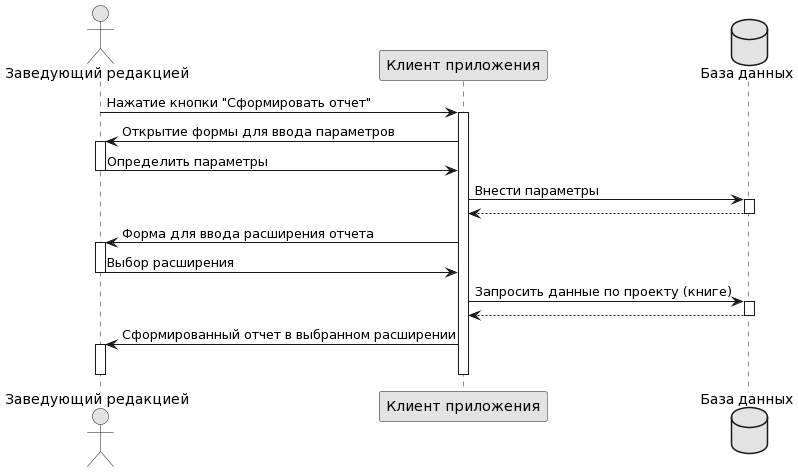 Заведующий редакцией
Клиент приложения
База данных
Нажатие кнопки "Сформировать отчет"
Открытие формы для ввода параметров
Определить параметры
Внести параметры
Форма для ввода расширения отчета
Выбор расширения
Запросить данные по проекту (книге)
Сформированный отчет в выбранном расширении
Заведующий редакцией
Клиент приложения
База данных